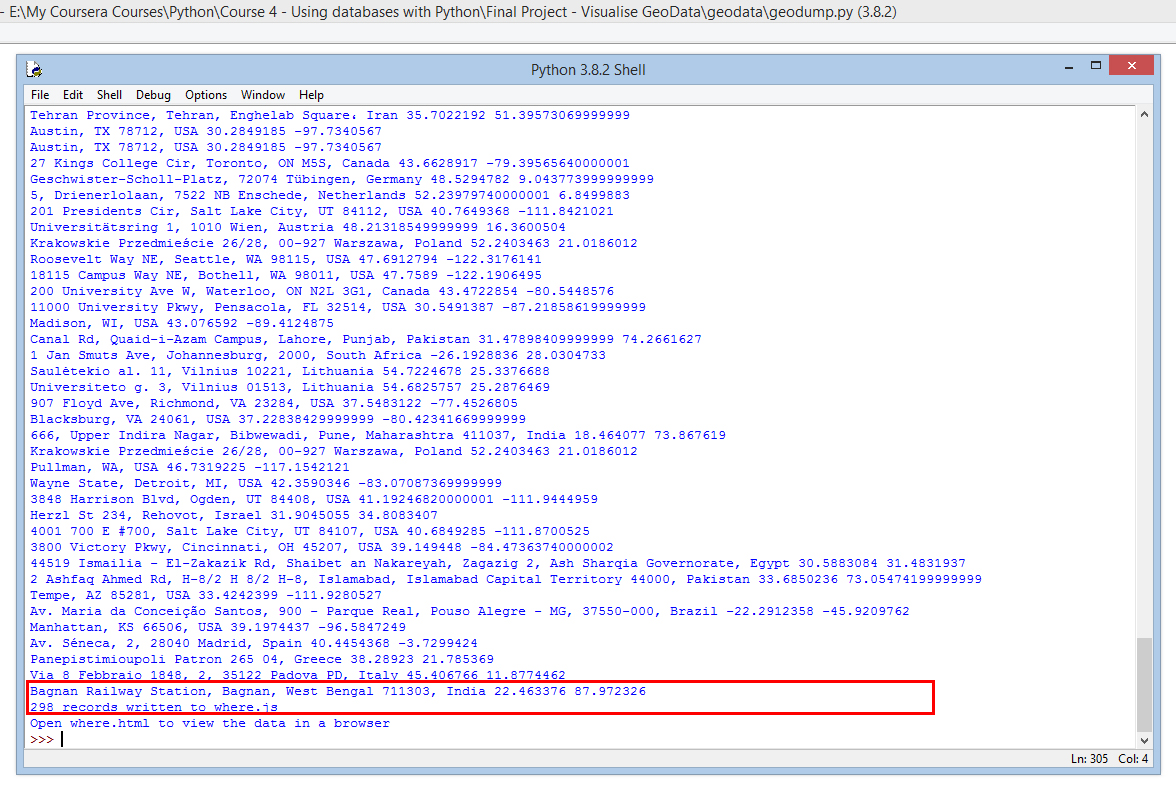 - E:\My Coursera Courses\Python\Course 4 - Using databases with Python\Final Project - Visualise GeoData\geodata\geodump.py (3.8.2)
Python 3.8.2 Shell
File Edit Shell Debug Options Window Help
Tehran Province, Tehran, Enghelab Square، Iran 35.7022192 51.39573069999999
Austin, TX 78712, USA 30.2849185 -97.7340567
Austin, TX 78712, USA 30.2849185 -97.7340567
27 Kings College Cir, Toronto, ON M5S, Canada 43.6628917 -79.39565640000001
Geschwister-Scholl-Platz, 72074 Tübingen, Germany 48.5294782 9.043773999999999
5, Drienerlolaan, 7522 NB Enschede, Netherlands 52.23979740000001 6.8499883
201 Presidents Cir, Salt Lake City, UT 84112, USA 40.7649368 -111.8421021
Universitätsring 1, 1010 Wien, Austria 48.21318549999999 16.3600504
Krakowskie Przedmieście 26/28, 00-927 Warszawa, Poland 52.2403463 21.0186012
Roosevelt Way NE, Seattle, WA 98115, USA 47.6912794 -122.3176141
18115 Campus Way NE, Bothell, WA 98011, USA 47.7589 -122.1906495
200 University Ave W, Waterloo, ON N2L 3G1, Canada 43.4722854 -80.5448576
11000 University Pkwy, Pensacola, FL 32514, USA 30.5491387 -87.21858619999999
Madison, WI, USA 43.076592 -89.4124875
Canal Rd, Quaid-i-Azam Campus, Lahore, Punjab, Pakistan 31.47898409999999 74.2661627
1 Jan Smuts Ave, Johannesburg, 2000, South Africa -26.1928836 28.0304733
Saulėtekio al. 11, Vilnius 10221, Lithuania 54.7224678 25.3376688
Universiteto g. 3, Vilnius 01513, Lithuania 54.6825757 25.2876469
907 Floyd Ave, Richmond, VA 23284, USA 37.5483122 -77.4526805
Blacksburg, VA 24061, USA 37.22838429999999 -80.42341669999999
666, Upper Indira Nagar, Bibwewadi, Pune, Maharashtra 411037, India 18.464077 73.867619
Krakowskie Przedmieście 26/28, 00-927 Warszawa, Poland 52.2403463 21.0186012
Pullman, WA, USA 46.7319225 -117.1542121
Wayne State, Detroit, MI, USA 42.3590346 -83.07087369999999
3848 Harrison Blvd, Ogden, UT 84408, USA 41.19246820000001 -111.9444959
Herzl St 234, Rehovot, Israel 31.9045055 34.8083407
4001 700 E #700, Salt Lake City, UT 84107, USA 40.6849285 -111.8700525
3800 Victory Pkwy, Cincinnati, OH 45207, USA 39.149448 -84.47363740000002
44519 Ismailia - El-Zakazik Rd, Shaibet an Nakareyah, Zagazig 2, Ash Sharqia Governorate, Egypt 30.5883084 31.4831937
2 Ashfaq Ahmed Rd, H-8/2 H 8/2 H-8, Islamabad, Islamabad Capital Territory 44000, Pakistan 33.6850236 73.05474199999999
Tempe, AZ 85281, USA 33.4242399 -111.9280527
Av. Maria da Conceição Santos, 900 - Parque Real, Pouso Alegre - MG, 37550-000, Brazil -22.2912358 -45.9209762
Manhattan, KS 66506, USA 39.1974437 -96.5847249
Av. Séneca, 2, 28040 Madrid, Spain 40.4454368 -3.7299424
Panepistimioupoli Patron 265 04, Greece 38.28923 21.785369
Via 8 Febbraio 1848, 2, 35122 Padova PD, Italy 45.406766 11.8774462
Bagnan Railway Station, Bagnan, West Bengal 711303, India 22.463376 87.972326
298 records written to where.js
Open where.html to view the data in a browser
>>>
Ln: 305 Col: 4